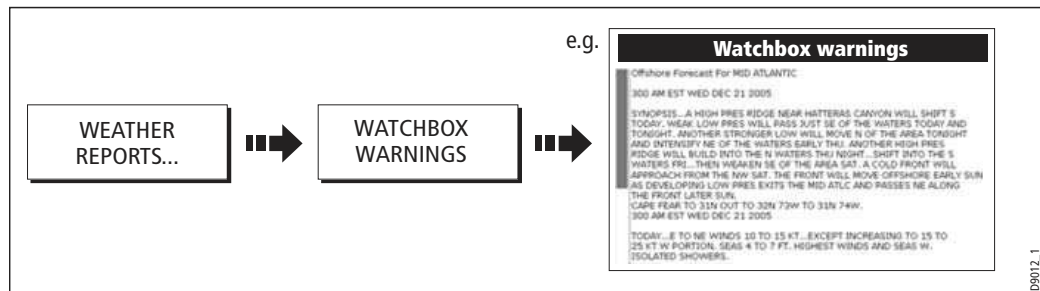 WEATHER
REPORTS...
WATCHBOX
WARNINGS
e.g.
Watchbox warnings
Offshore Forecast For MID ATLANTIC
300 AM EST WED DEC 21 2005
SYNOPSIS...A HIGH PRES RIDGE NEAR HATTERAS CANYON WILL SHIFT S
TODAY. WEAK LOW PRES WILL PASS JUST SE OF THE WATERS TODAY AND
TONIGHT. ANOTHER STRONGER LOW WILL MOVE N OF THE AREA TONIGHT
AND INTENSIFY NE OF THE WATERS EARLY THU. ANOTHER HIGH PRES
RIDGE WILL BUILD INTO THE N WATERS THU NIGHT...SHIFT INTO THE S
WATERS FRI...THEN WEAKEN SE OF THE AREA SAT. A COLD FRONT WILL
APPROACH FROM THE NW SAT. THE FRONT WILL MOVE OFFSHORE EARLY SUN
AS DEVELOPING LOW PRES EXITS THE MID ATLC AND PASSES NE ALONG
THE FRONT LATER SUN.
CAPE FEAR TO 31N OUT TO 32N 73W TO 31N 74W.
300 AM EST WED DEC 21 2005
TODAY...E TO NE WINDS 10 TO 15 KT...EXCEPT INCREASING TO 15 TO
25 KT W PORTION. SEAS 4 TO 7 FT. HIGHEST WINDS AND SEAS W.
ISOLATED SHOWERS.
D9012_1